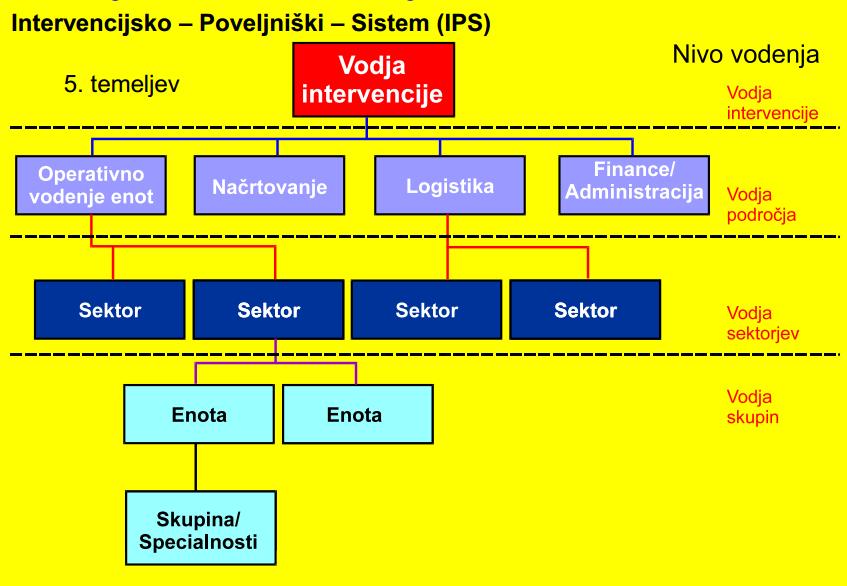 Intervencijsko – Poveljniški – Sistem (IPS)
5. temeljev
Vodja
intervencije
Nivo vodenja
Vodja
intervencije
Operativno
vodenje enot
Načrtovanje
Logistika
Finance/
Administracija
Vodja
področja
Sektor
Sektor
Sektor
Sektor
Vodja
sektorjev
Enota
Enota
Vodja
skupin
Skupina/
Specialnosti